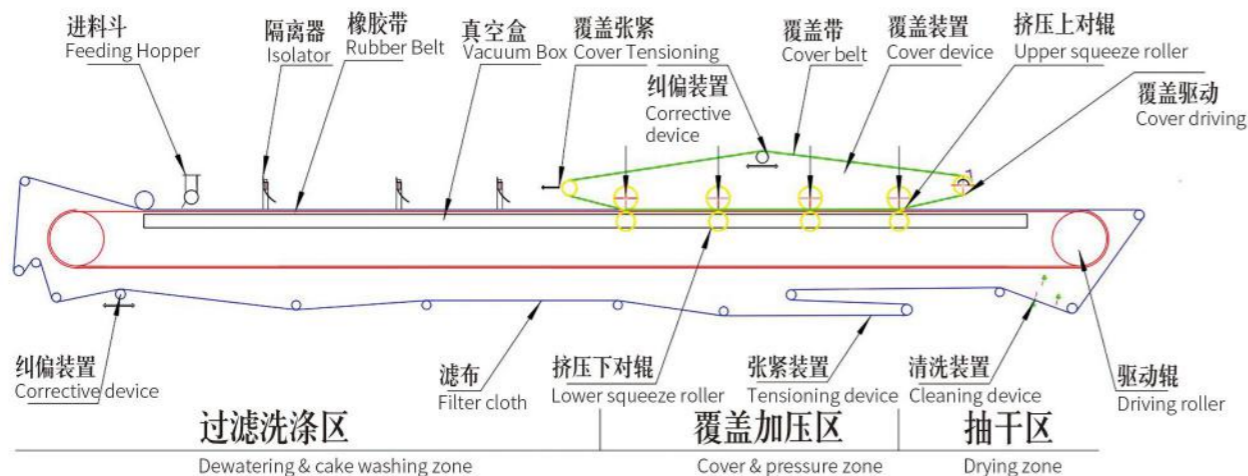 进料斗
Feeding Hopper
隔离器
Isolator
橡胶带
Rubber Belt
真空盒
Vacuum Box
覆盖张紧
Cover Tensioning
纠偏装置
Corrective
device
覆盖带
Cover belt
覆盖装置
Cover device
挤压上对辊
Upper squeeze roller
覆盖驱动
Cover driving
纠偏装置
Corrective device
滤布
Filter cloth
挤压下对辊
Lower squeeze roller
张紧装置
Tensioning device
清洗装置
Cleaning device
驱动辊
Driving roller
过滤洗涤区
Dewatering & cake washing zone
覆盖加压区
Cover & pressure zone
抽干区
Drying zone